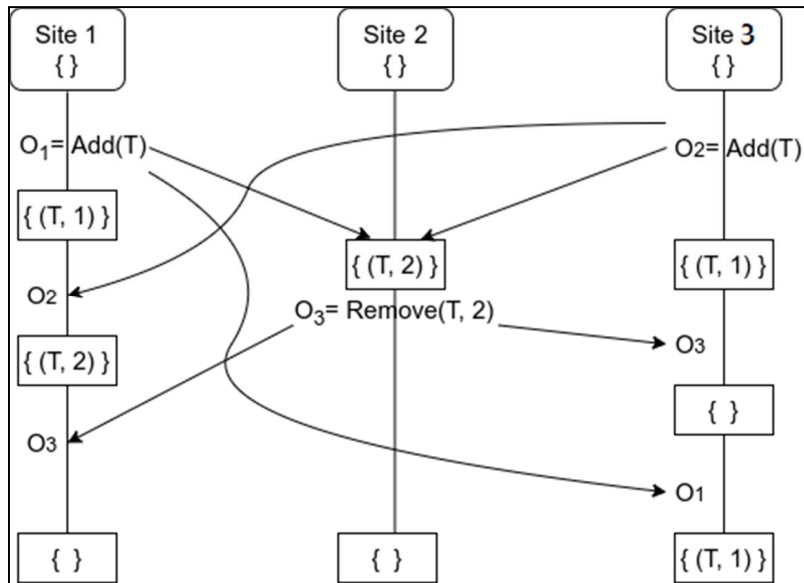 Site 1
{ }
Site 2
{ }
Site 3
{ }
O₁= Add(T)
O2= Add(T)
{ (T, 1) }
{ (T, 2) }
{ (T, 1) }
O2
O₃= Remove(T, 2)
O3
{ (T, 2) }
{ }
O3
O1
{ }
{ }
{ (T, 1) }